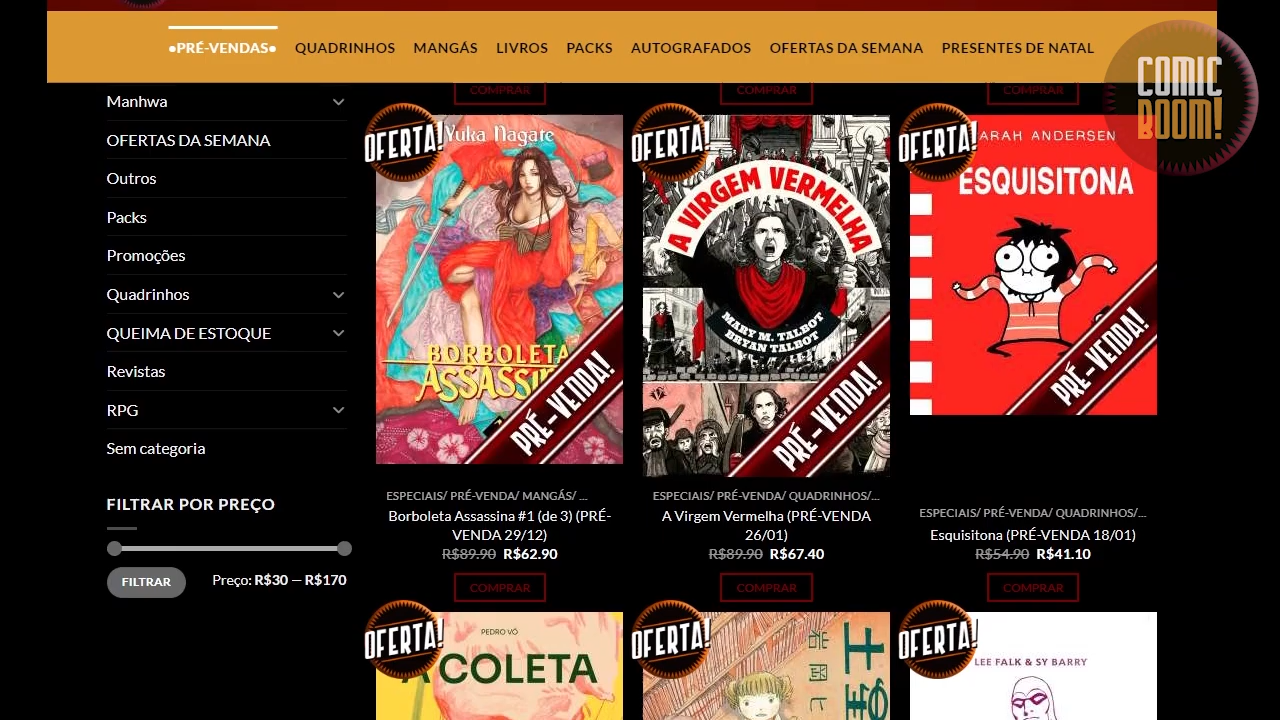 •PRÉ-VENDAS• QUADRINHOS MANGÁS LIVROS PACKS AUTOGRAFADOS OFERTAS DA SEMANA PRESENTES DE NATAL
COMIC
BOOM!
COMPRAR COMPRAR COMPRAR
Manhwa
OFERTAS DA SEMANA
Outros
Packs
Promoções
Quadrinhos
QUEIMA DE ESTOQUE
Revistas
RPG
Sem categoria
FILTRAR POR PREÇO
FILTRAR
Preço: R$30 — R$170
OFERTA!
Yuka Nagate
BORBOLETA
PRÉ-VENDA!
ESPECIAIS/ PRÉ-VENDA/ MANGÁS/ ...
Borboleta Assassina #1 (de 3) (PRÉ-
VENDA 29/12)
R$89.90 R$62.90
COMPRAR
OFERTA!
A VIRGEM VERMELHA
MARY M. TALBOT
BRYAN TALBOT
PRÉ-VENDA!
ESPECIAIS/ PRÉ-VENDA/ QUADRINHOS/...
A Virgem Vermelha (PRÉ-VENDA
26/01)
R$89.90 R$67.40
COMPRAR
OFERTA!
ARAH ANDERSEN
ESQUISITONA
PRÉ-VENDA!
ESPECIAIS/ PRÉ-VENDA/ QUADRINHOS/...
Esquisitona (PRÉ-VENDA 18/01)
R$54.90 R$41.10
COMPRAR
OFERTA!
PEDRO VÓ
A COLETA
OFERTA!
OFERTA!
LEE FALK & SY BARRY